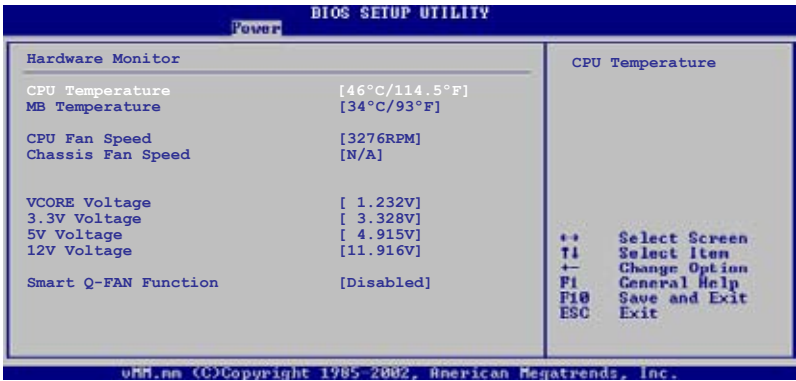 BIOS SETUP UTILITY
Power
Hardware Monitor
CPU Temperature [46°C/114.5°F]
MB Temperature [34°C/93°F]
CPU Fan Speed [3276RPM]
Chassis Fan Speed [N/A]
VCORE Voltage [ 1.232V]
3.3V Voltage [ 3.328V]
5V Voltage [ 4.915V]
12V Voltage [11.916V]
Smart Q-FAN Function [Disabled]
CPU Temperature
←→ Select Screen
↑↓ Select Item
+- Change Option
F1 General Help
F10 Save and Exit
ESC Exit
vMM.mm (C)Copyright 1985-2002, American Megatrends, Inc.